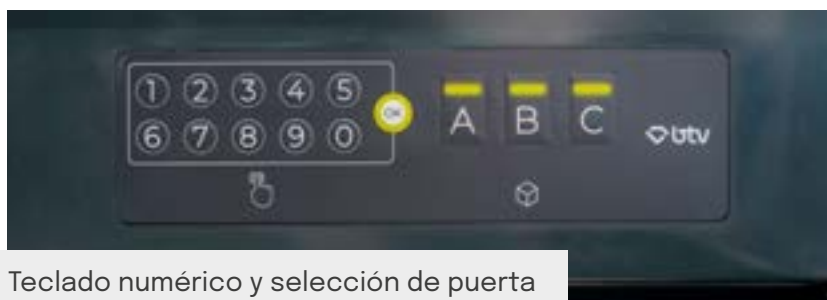 1 2 3 4 5
6 7 8 9 0
OK
A B C
btv
Teclado numérico y selección de puerta